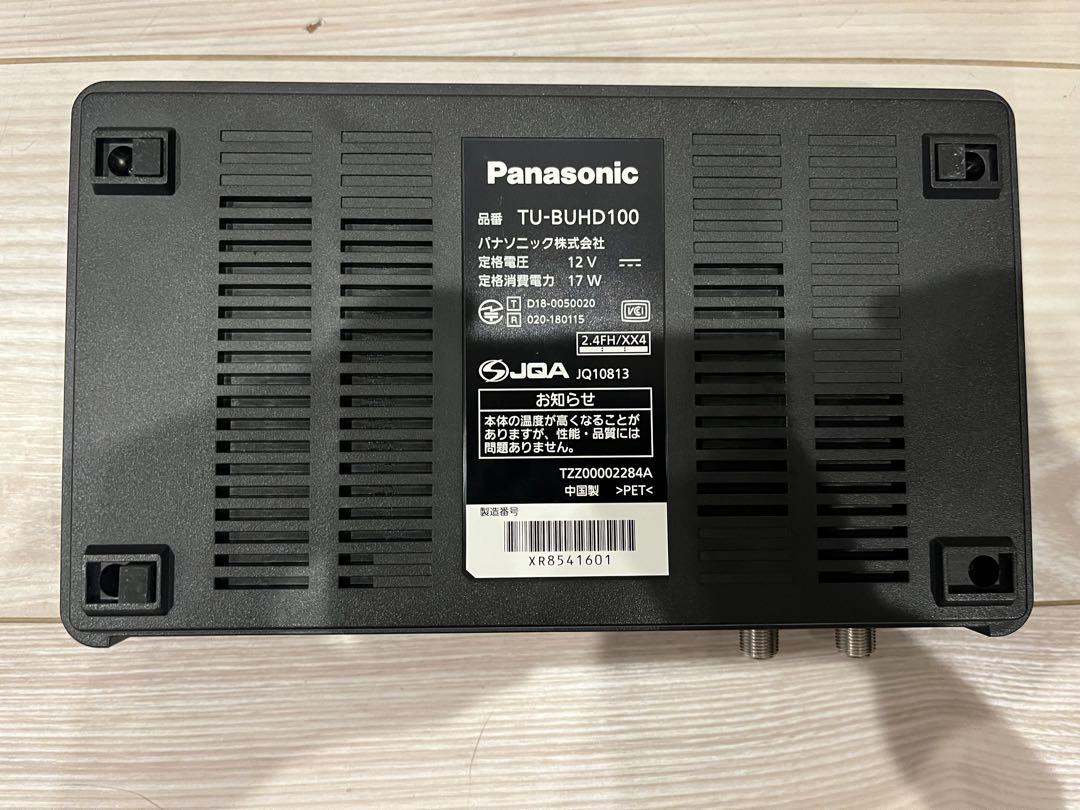 Panasonic
品番 TU-BUHD100
パナソニック株式会社
定格電圧 12 V
定格消費電力 17 W
T D18-0050020
R 020-180115
VCI
2.4FH/XX4
JQA JQ10813
お知らせ
本体の温度が高くなることが
ありますが、性能・品質には
問題ありません。
TZZ00002284A
中国製 >PET<
製造番号
XR8541601